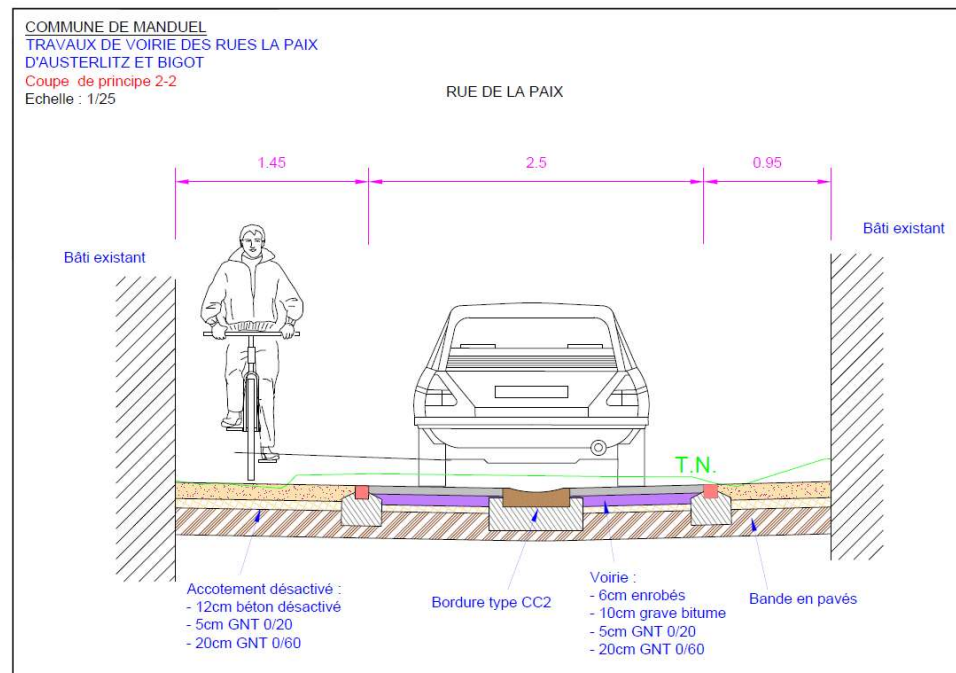 COMMUNE DE MANDUEL
TRAVAUX DE VOIRIE DES RUES LA PAIX
D'AUSTERLITZ ET BIGOT
Coupe de principe 2-2
Echelle : 1/25
RUE DE LA PAIX
1.45
2.5
0.95
Bâti existant
Bâti existant
T.N.
Accotement désactivé :
- 12cm béton désactivé
- 5cm GNT 0/20
- 20cm GNT 0/60
Bordure type CC2
Voirie :
- 6cm enrobés
- 10cm grave bitume
- 5cm GNT 0/20
- 20cm GNT 0/60
Bande en pavés